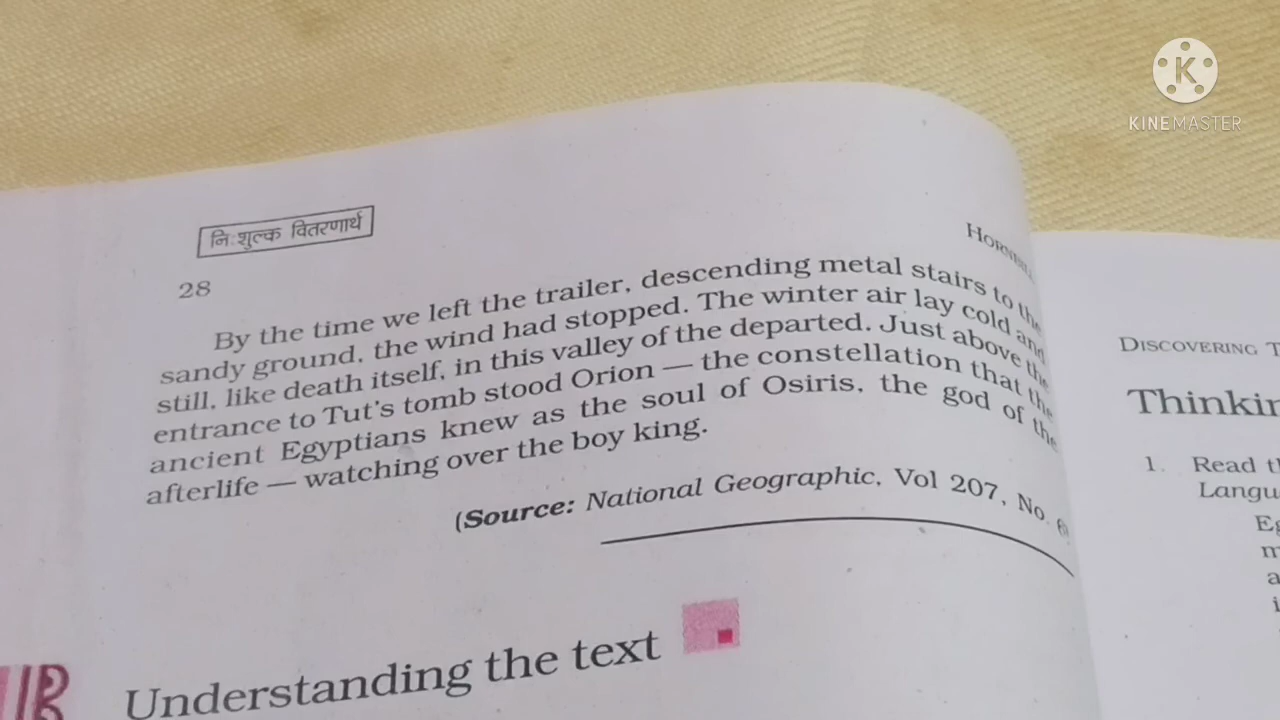 K
KINEMASTER
निःशुल्क वितरणार्थ
28
By the time we left the trailer, descending metal stairs to the
sandy ground, the wind had stopped. The winter air lay cold and
still, like death itself, in this valley of the departed. Just above the
entrance to Tut's tomb stood Orion — the constellation that the
ancient Egyptians knew as the soul of Osiris, the god of the
afterlife — watching over the boy king.
(Source: National Geographic, Vol 207, No.
Understanding the text
DISCOVERING
1. Read